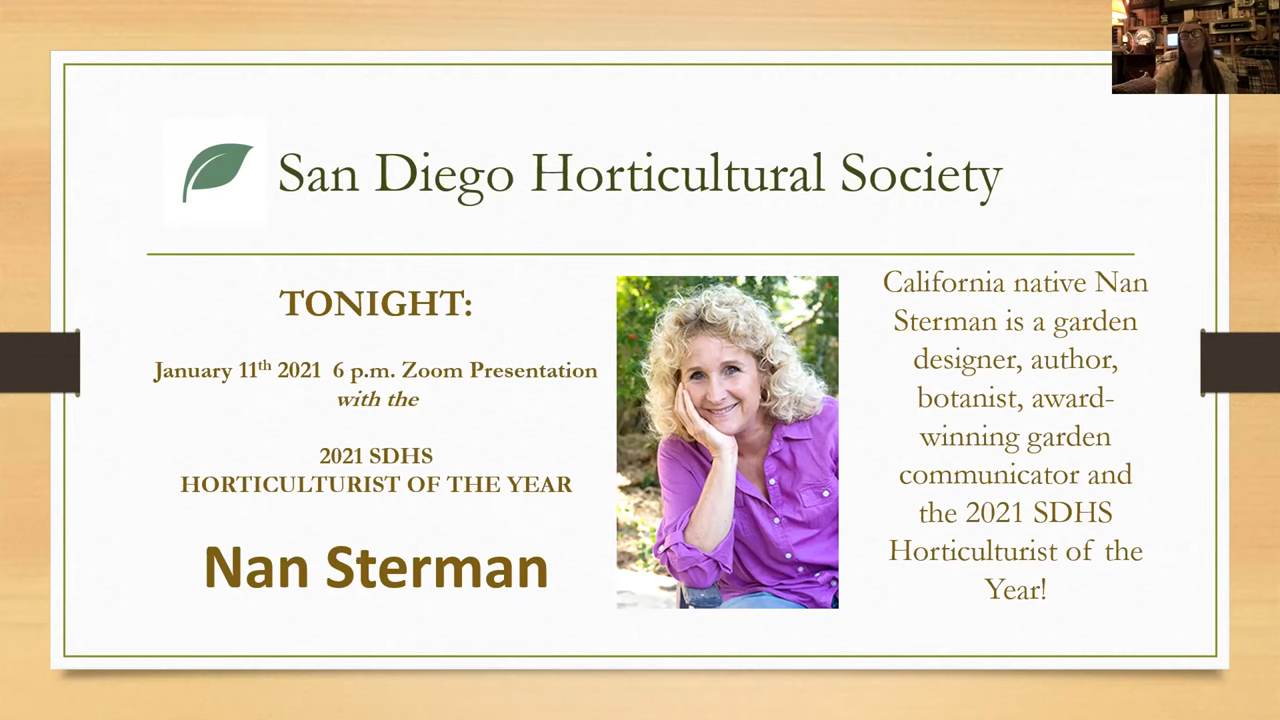 San Diego Horticultural Society
TONIGHT:
January 11th 2021 6 p.m. Zoom Presentation
with the
2021 SDHS
HORTICULTURIST OF THE YEAR
Nan Sterman
California native Nan
Sterman is a garden
designer, author,
botanist, award-
winning garden
communicator and
the 2021 SDHS
Horticulturist of the
Year!